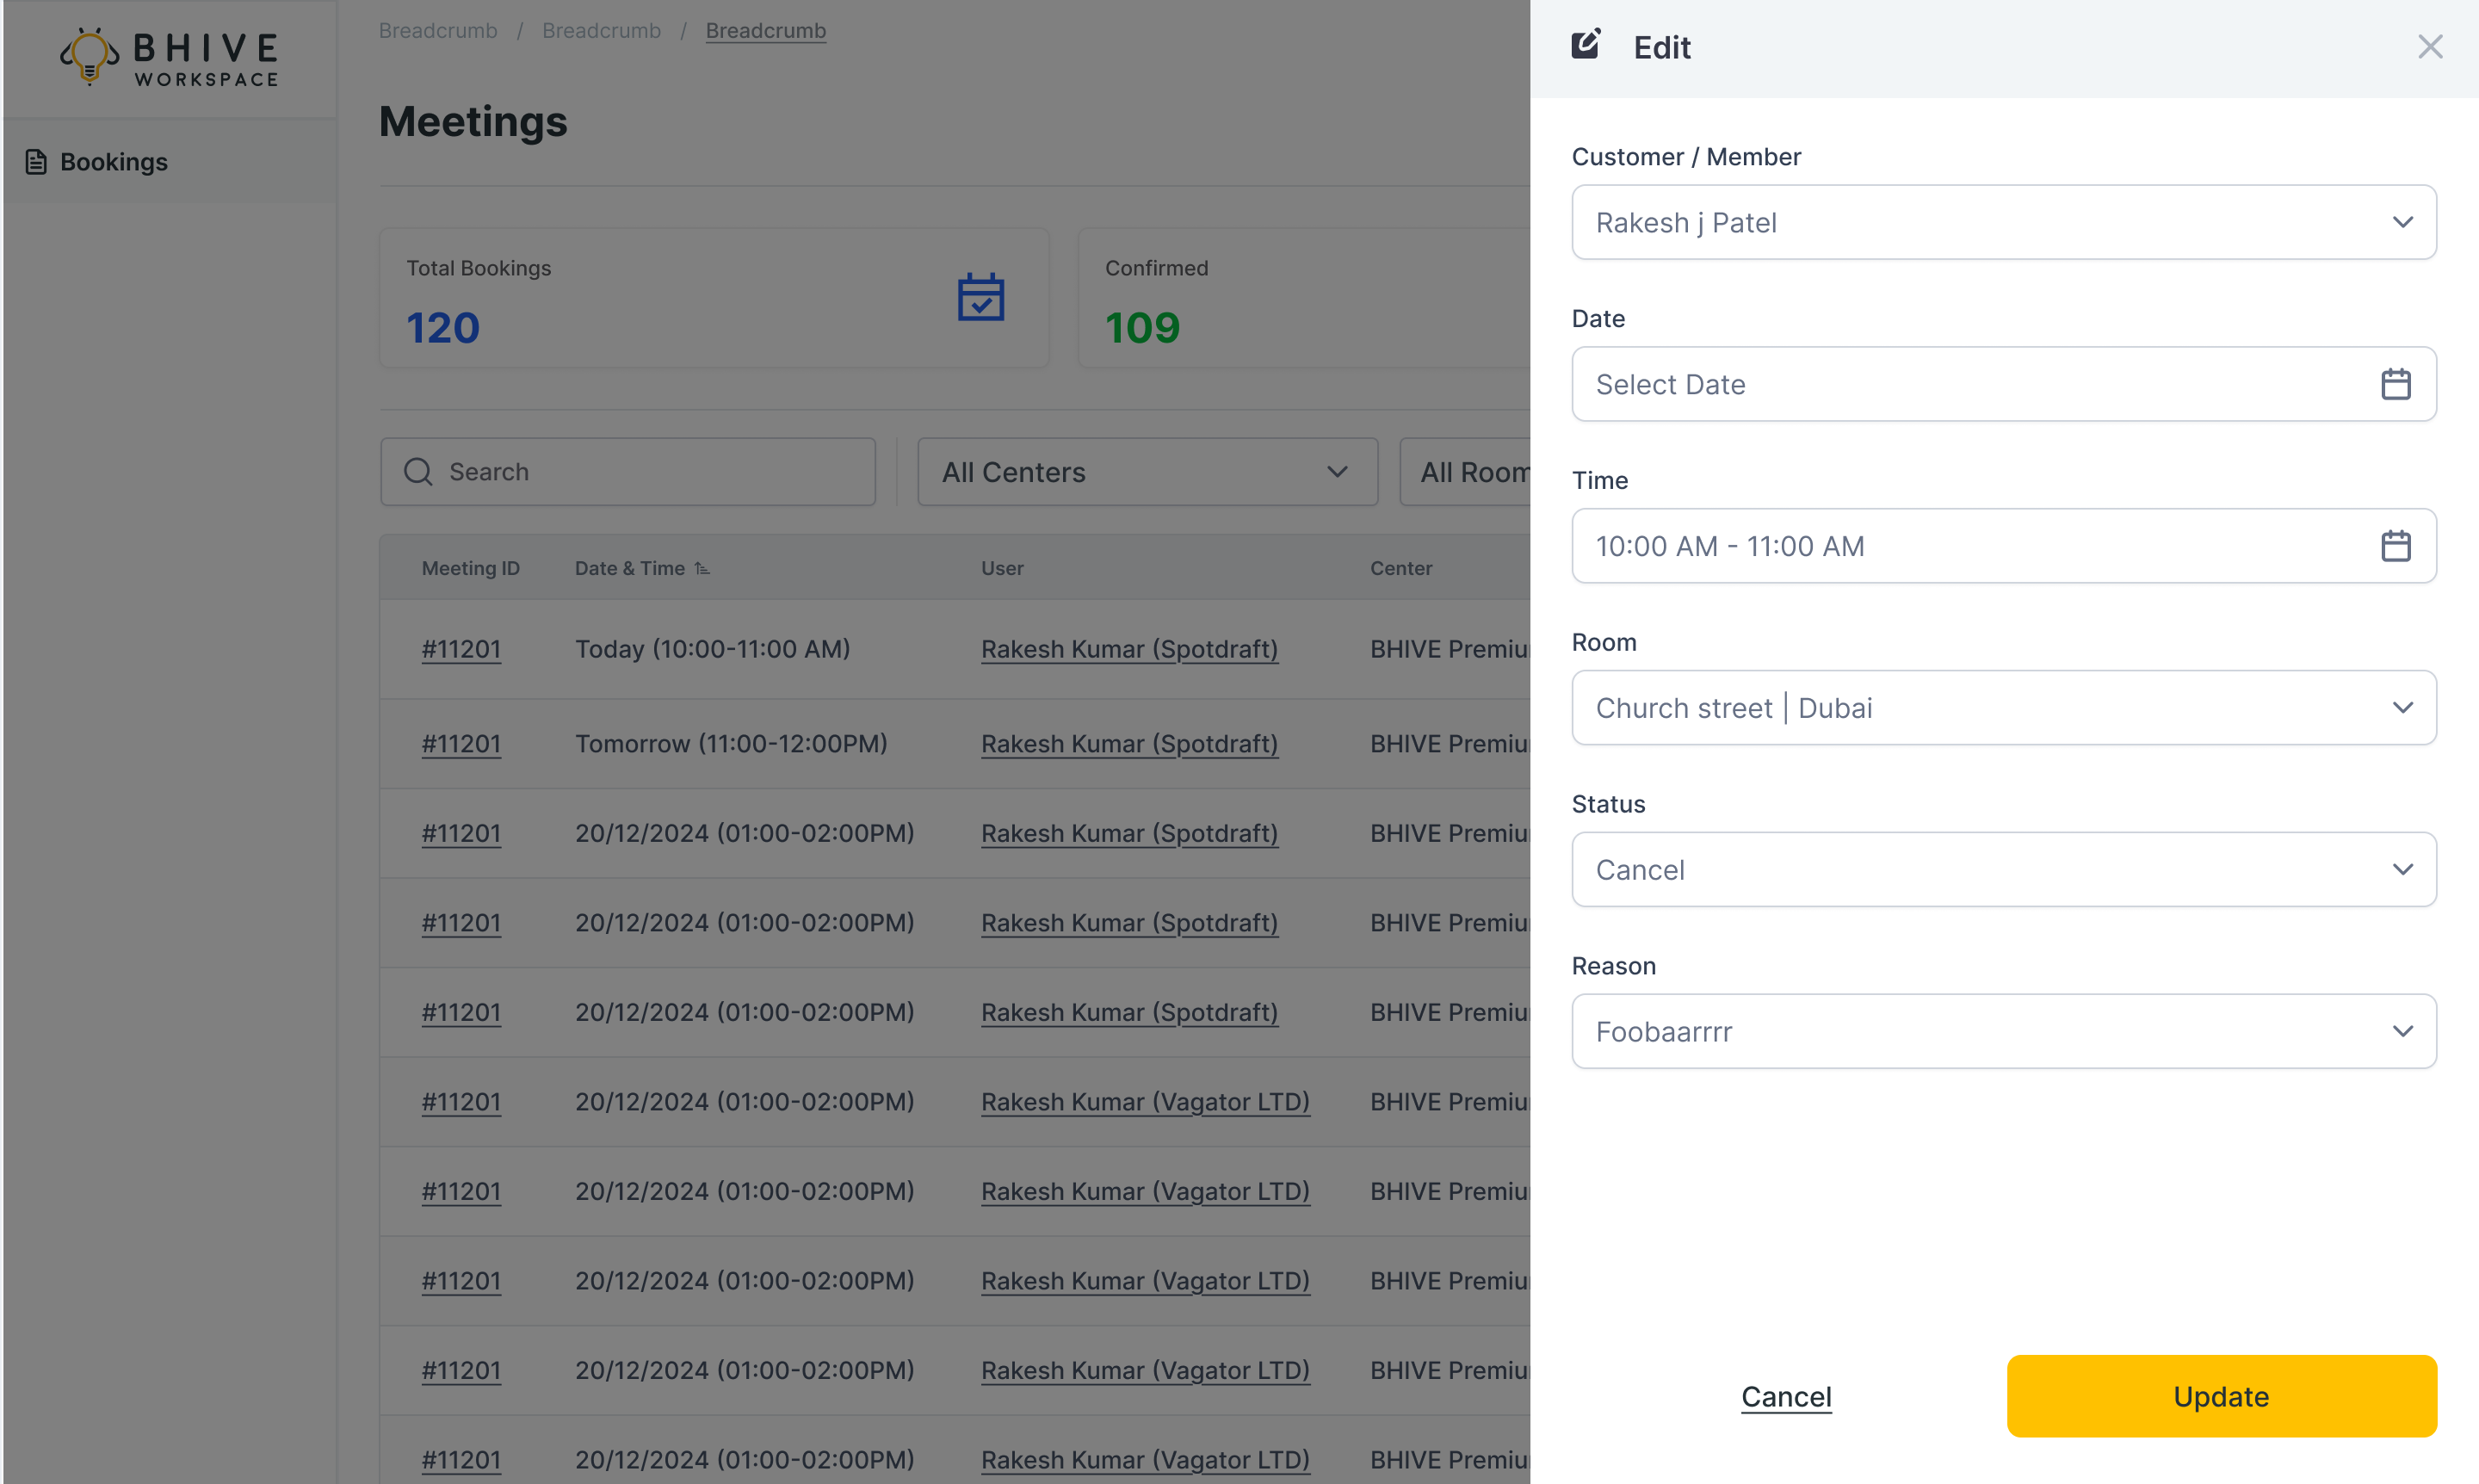 BHIVE
WORKSPACE
Bookings
Breadcrumb / Breadcrumb / Breadcrumb
Meetings
Total Bookings
120
Confirmed
109
Search
All Centers
All Room
Meeting ID Date & Time User Center
#11201 Today (10:00-11:00 AM) Rakesh Kumar (Spotdraft) BHIVE Premiu
#11201 Tomorrow (11:00-12:00PM) Rakesh Kumar (Spotdraft) BHIVE Premiu
#11201 20/12/2024 (01:00-02:00PM) Rakesh Kumar (Spotdraft) BHIVE Premiu
#11201 20/12/2024 (01:00-02:00PM) Rakesh Kumar (Spotdraft) BHIVE Premiu
#11201 20/12/2024 (01:00-02:00PM) Rakesh Kumar (Spotdraft) BHIVE Premiu
#11201 20/12/2024 (01:00-02:00PM) Rakesh Kumar (Vagator LTD) BHIVE Premiu
#11201 20/12/2024 (01:00-02:00PM) Rakesh Kumar (Vagator LTD) BHIVE Premiu
#11201 20/12/2024 (01:00-02:00PM) Rakesh Kumar (Vagator LTD) BHIVE Premiu
#11201 20/12/2024 (01:00-02:00PM) Rakesh Kumar (Vagator LTD) BHIVE Premiu
#11201 20/12/2024 (01:00-02:00PM) Rakesh Kumar (Vagator LTD) BHIVE Premiu
Edit
Customer / Member
Rakesh j Patel
Date
Select Date
Time
10:00 AM - 11:00 AM
Room
Church street | Dubai
Status
Cancel
Reason
Foobaarrrr
Cancel
Update